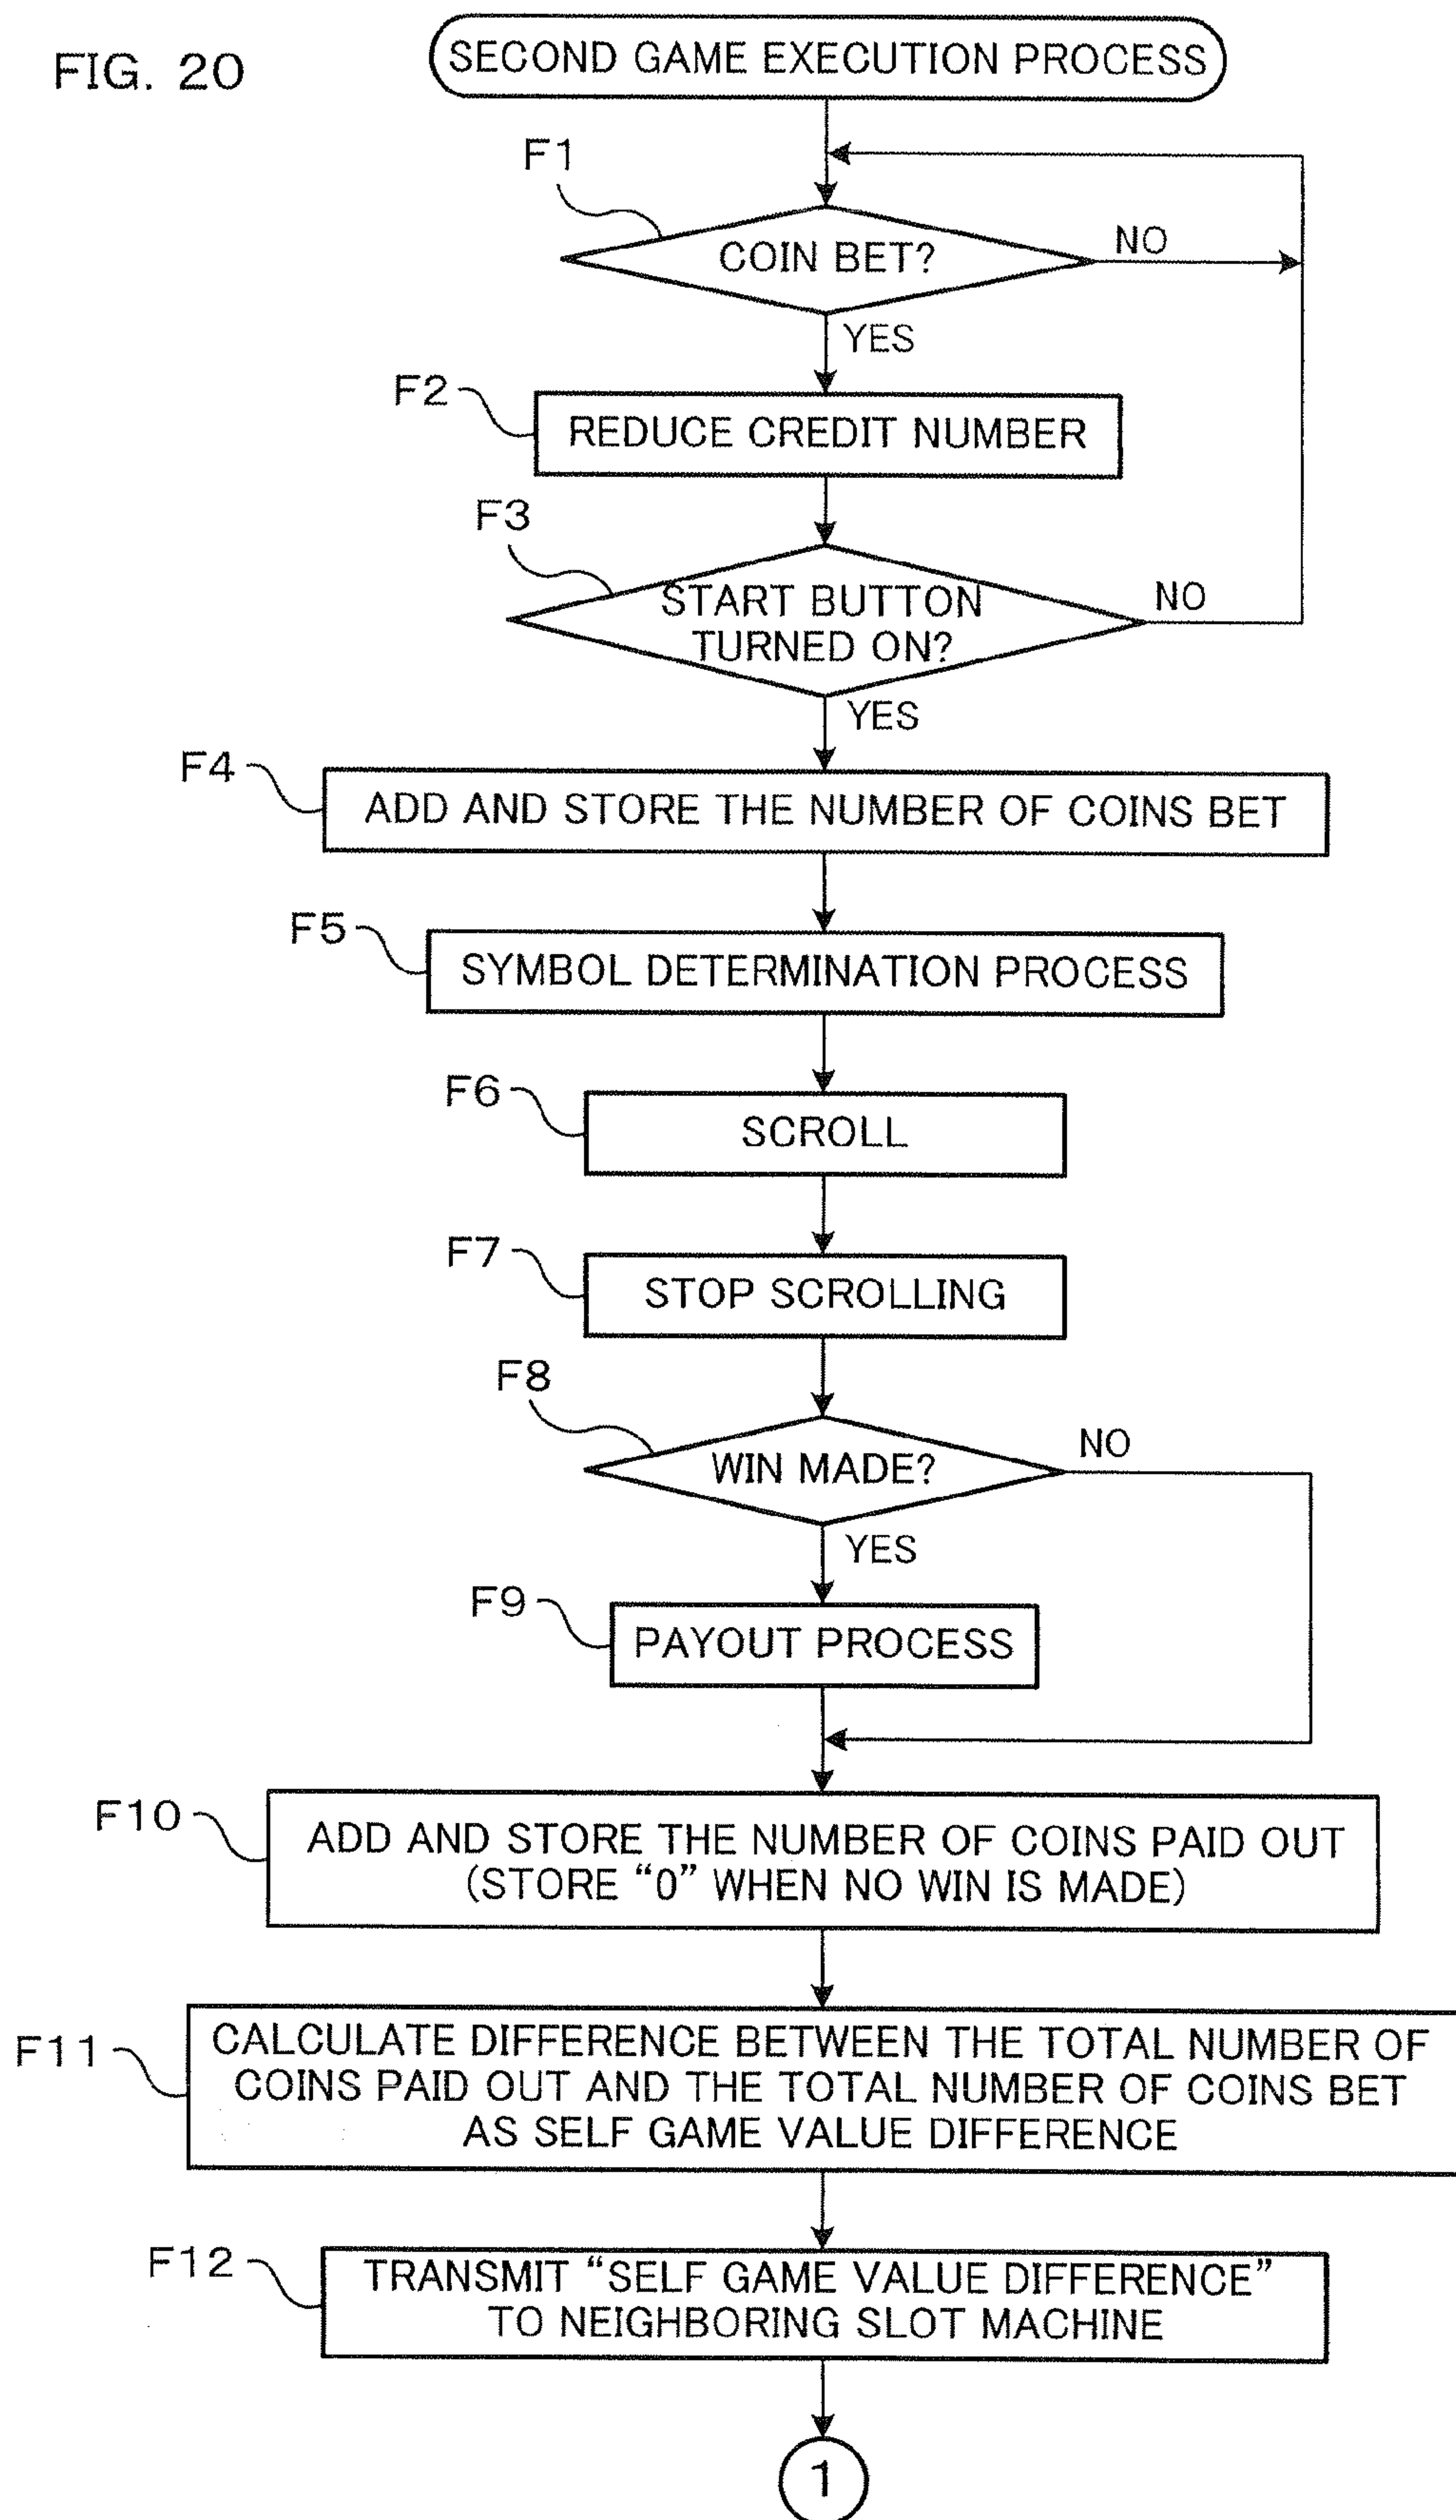 FIG. 20
SECOND GAME EXECUTION PROCESS
F1
COIN BET?
NO
YES
F2
REDUCE CREDIT NUMBER
F3
START BUTTON
TURNED ON?
NO
YES
F4
ADD AND STORE THE NUMBER OF COINS BET
F5
SYMBOL DETERMINATION PROCESS
F6
SCROLL
F7
STOP SCROLLING
F8
WIN MADE?
NO
YES
F9
PAYOUT PROCESS
F10
ADD AND STORE THE NUMBER OF COINS PAID OUT
(STORE “0” WHEN NO WIN IS MADE)
F11
CALCULATE DIFFERENCE BETWEEN THE TOTAL NUMBER OF
COINS PAID OUT AND THE TOTAL NUMBER OF COINS BET
AS SELF GAME VALUE DIFFERENCE
F12
TRANSMIT “SELF GAME VALUE DIFFERENCE”
TO NEIGHBORING SLOT MACHINE
1